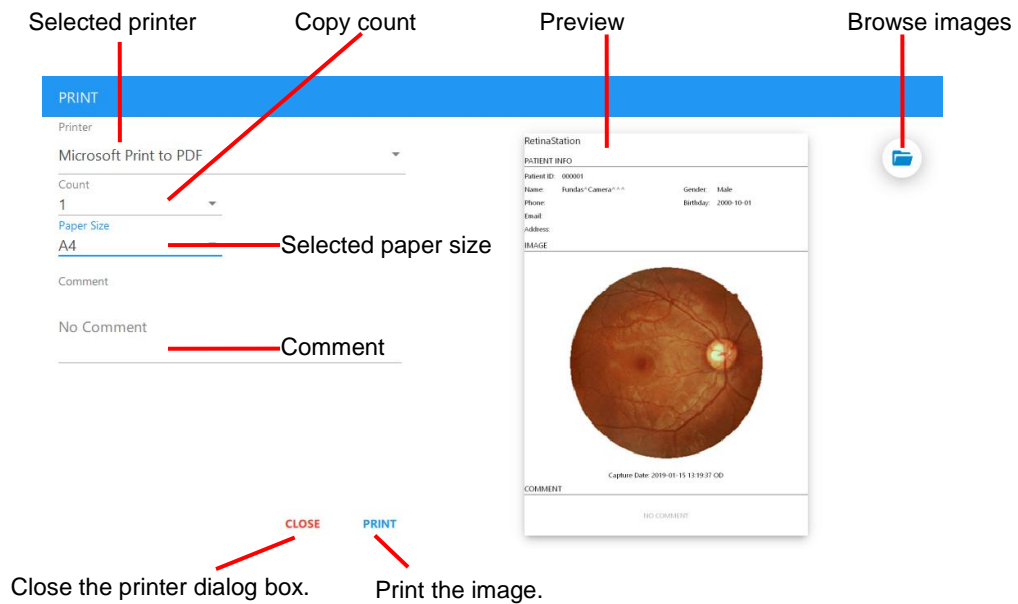 Selected printer
Copy count
Preview
Browse images
PRINT
Printer
Microsoft Print to PDF
Count
1
Paper Size
A4
Selected paper size
Comment
No Comment
Comment
RetinaStation
PATIENT INFO
Patient ID: 000001
Name: Fundas^Camera^^^ Gender: Male
Phone: Birthday: 2000-10-01
Email:
Address:
IMAGE
Capture Date: 2019-01-15 13:19:37 OD
COMMENT
NO COMMENT
CLOSE
PRINT
Close the printer dialog box.
Print the image.